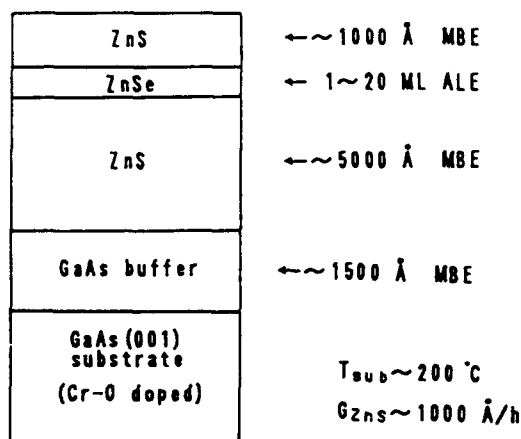 ZnS ←~1000 Å MBE
ZnSe ← 1~20 ML ALE
ZnS ←~5000 Å MBE
GaAs buffer ←~1500 Å MBE
GaAs(001)
substrate
(Cr-O doped)
Tsub~200 °C
GZnS~1000 Å/h